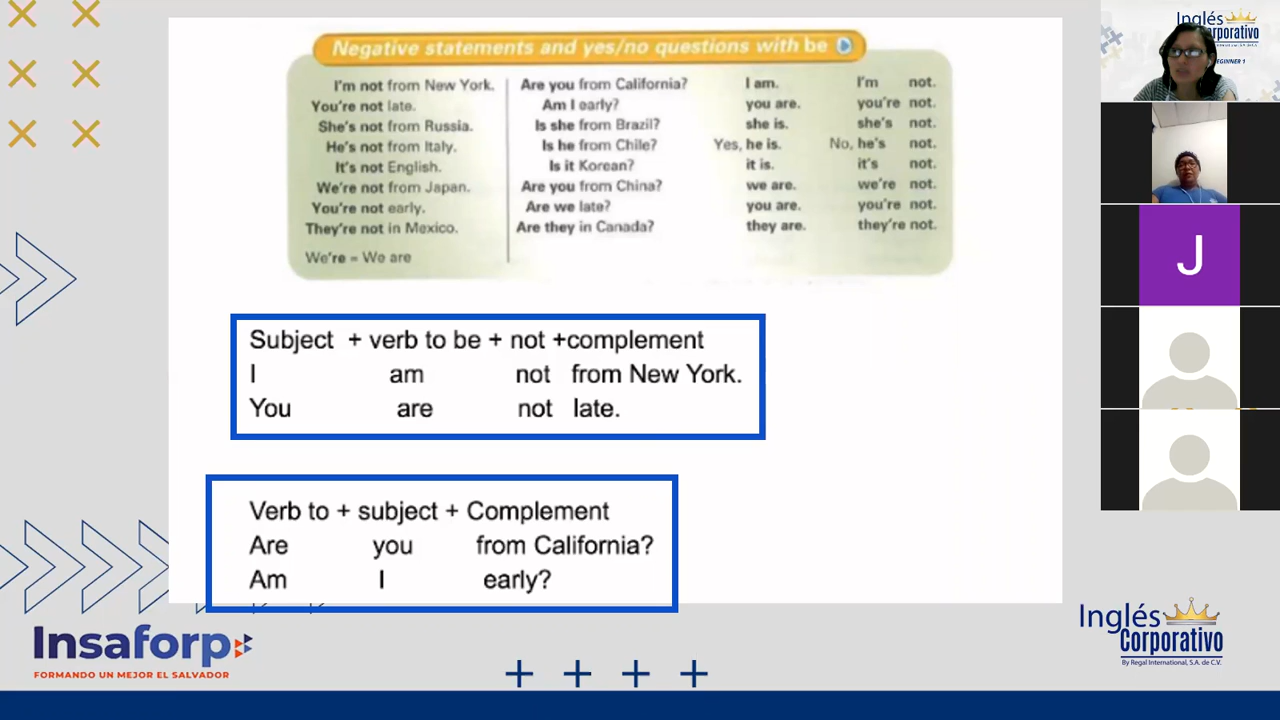 Negative statements and yes/no questions with be
I'm not from New York. Are you from California? I am. I'm not.
You're not late. Am I early? you are. you're not.
She's not from Russia. Is she from Brazil? she is. she's not.
He's not from Italy. Is he from Chile? Yes, he is. No, he's not.
It's not English. Is it Korean? it is. it's not.
We're not from Japan. Are you from China? we are. we're not.
You're not early. Are we late? you are. you're not.
They're not in Mexico. Are they in Canada? they are. they're not.
We're = We are
Subject + verb to be + not +complement
I am not from New York.
You are not late.
Verb to + subject + Complement
Are you from California?
Am I early?
Insaforp
FORMANDO UN MEJOR EL SALVADOR
Inglés
Corporativo
By Regal International, S.A. de C.V.
Inglés
Corporativo
EGINNER 1
J